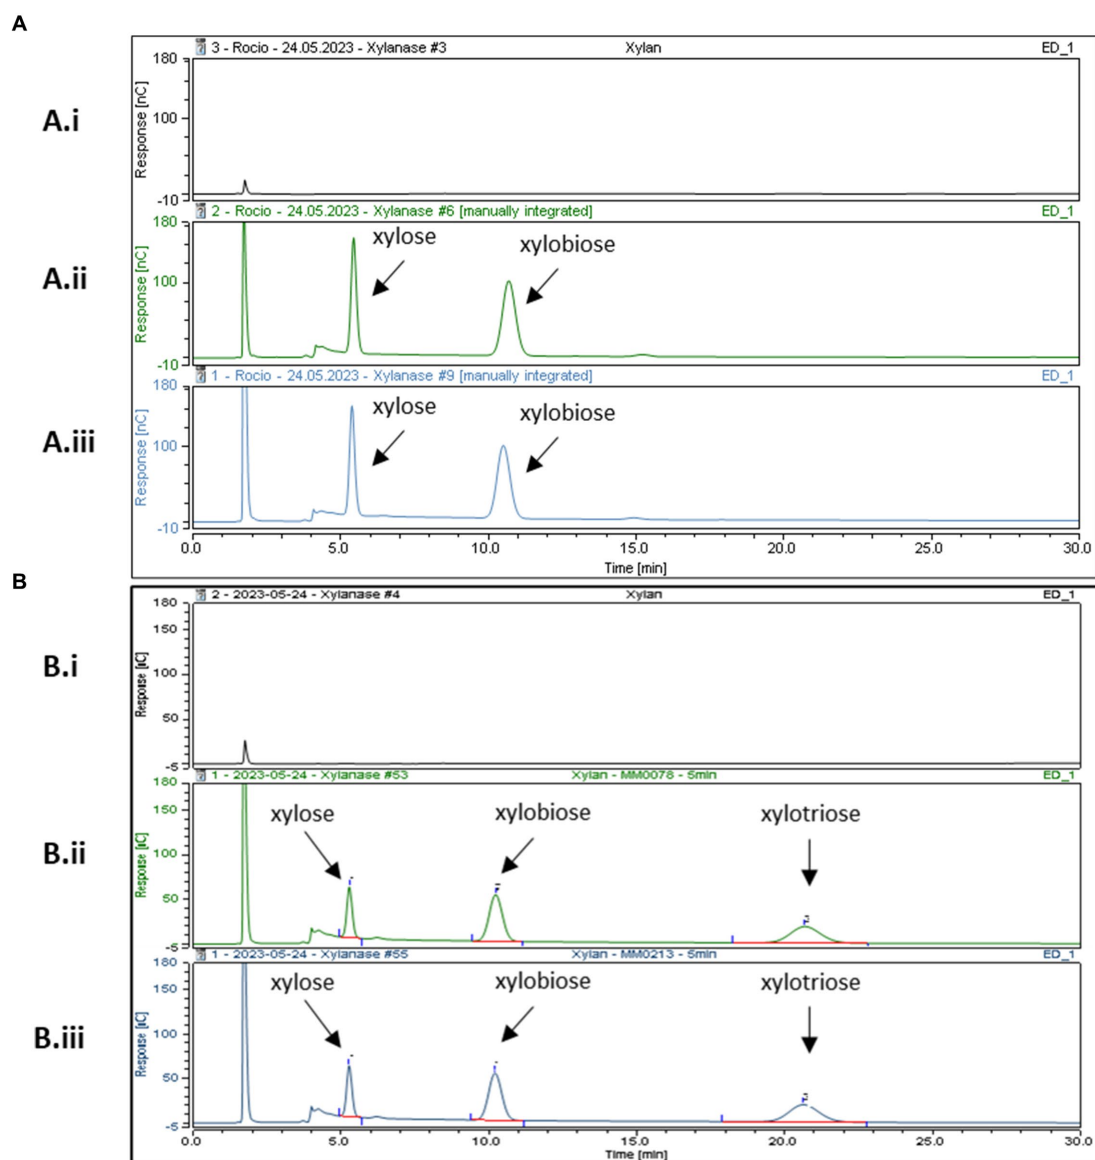 A
3 - Rocio - 24.05.2023 - Xylanase #3 Xylan ED_1
A.i
Response [nC]
180
100
-10
2 - Rocio - 24.05.2023 - Xylanase #6 [manually integrated] ED_1
A.ii
Response [nC]
180
100
-10
xylose
xylobiose
1 - Rocio - 24.05.2023 - Xylanase #9 [manually integrated] ED_1
A.iii
Response [nC]
180
100
-10
xylose
xylobiose
0.0 5.0 10.0 15.0 20.0 25.0 30.0
Time [min]
B
2 - 2023-05-24 - Xylanase #4 Xylan ED_1
B.i
180
150
100
50
-5
1 - 2023-05-24 - Xylanase #53 Xylan - MM0078 - 5min ED_1
B.ii
180
150
100
50
-5
xylose
xylobiose
xylotriose
1 - 2023-05-24 - Xylanase #55 Xylan - MM0213 - 5min ED_1
B.iii
180
150
100
50
-5
xylose
xylobiose
xylotriose
0.0 5.0 10.0 15.0 20.0 25.0 30.0
Time [min]